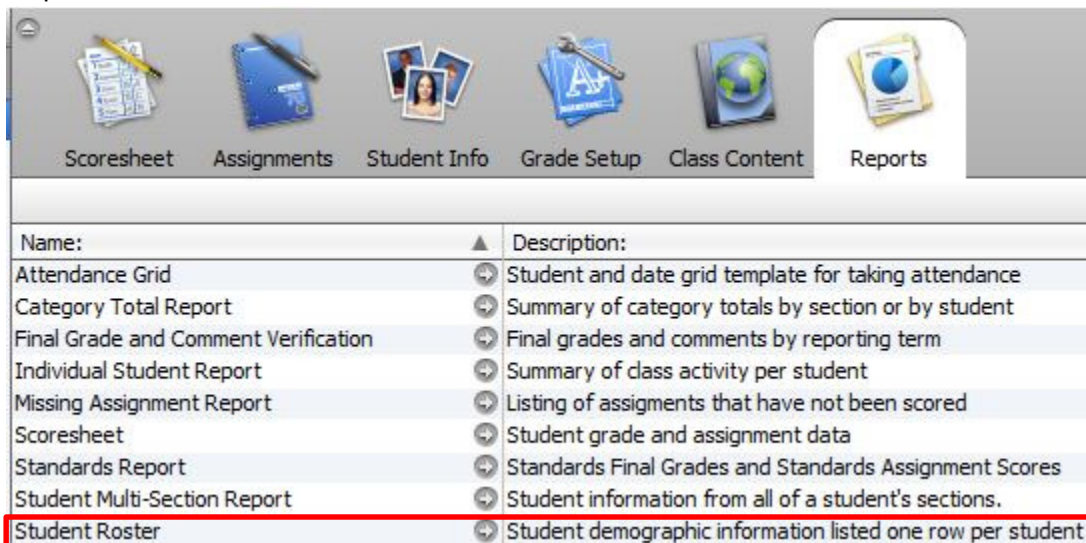 Scoresheet Assignments Student Info Grade Setup Class Content Reports
Name: Description:
Attendance Grid Student and date grid template for taking attendance
Category Total Report Summary of category totals by section or by student
Final Grade and Comment Verification Final grades and comments by reporting term
Individual Student Report Summary of class activity per student
Missing Assignment Report Listing of assigments that have not been scored
Scoresheet Student grade and assignment data
Standards Report Standards Final Grades and Standards Assignment Scores
Student Multi-Section Report Student information from all of a student's sections.
Student Roster Student demographic information listed one row per student